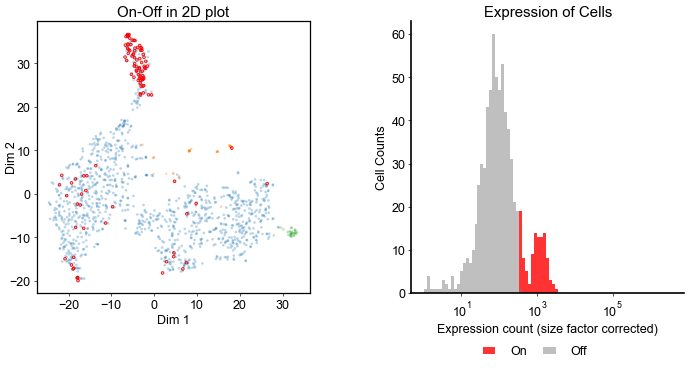 On-Off in 2D plot
Dim 2
30
20
10
0
−10
−20
−20 −10 0 10 20 30
Dim 1
Expression of Cells
Cell Counts
60
50
40
30
20
10
0
10^1 10^3 10^5
Expression count (size factor corrected)
On Off